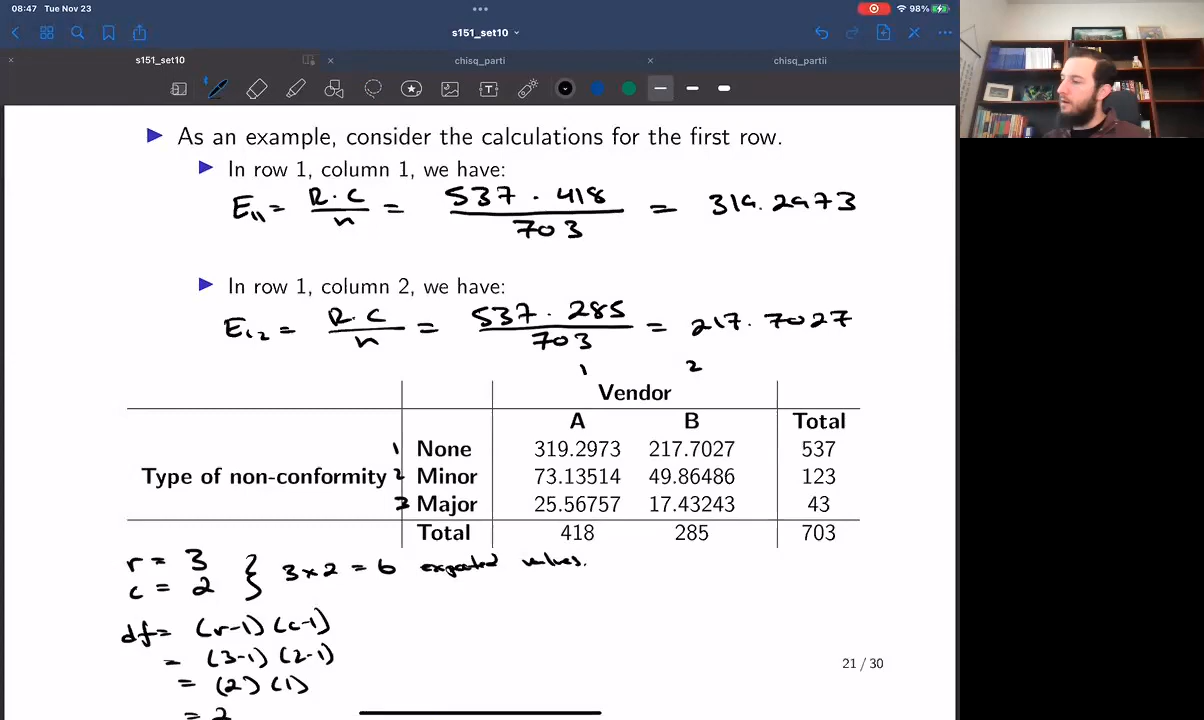 08:47 Tue Nov 23
98%
s151_set10
s151_set10 chisq_parti chisq_partii
As an example, consider the calculations for the first row.
In row 1, column 1, we have:
E11 = R·C/n = 537 · 418/703 = 319.2973
In row 1, column 2, we have:
E12 = R·C/n = 537 · 285/703 = 217.7027
1 2
Vendor
A B Total
1 None 319.2973 217.7027 537
Type of non-conformity 2 Minor 73.13514 49.86486 123
3 Major 25.56757 17.43243 43
Total 418 285 703
r = 3
c = 2 } 3 x 2 = 6 expected values.
df = (r-1) (c-1)
= (3-1) (2-1)
= (2) (1)
= 2
21 / 30